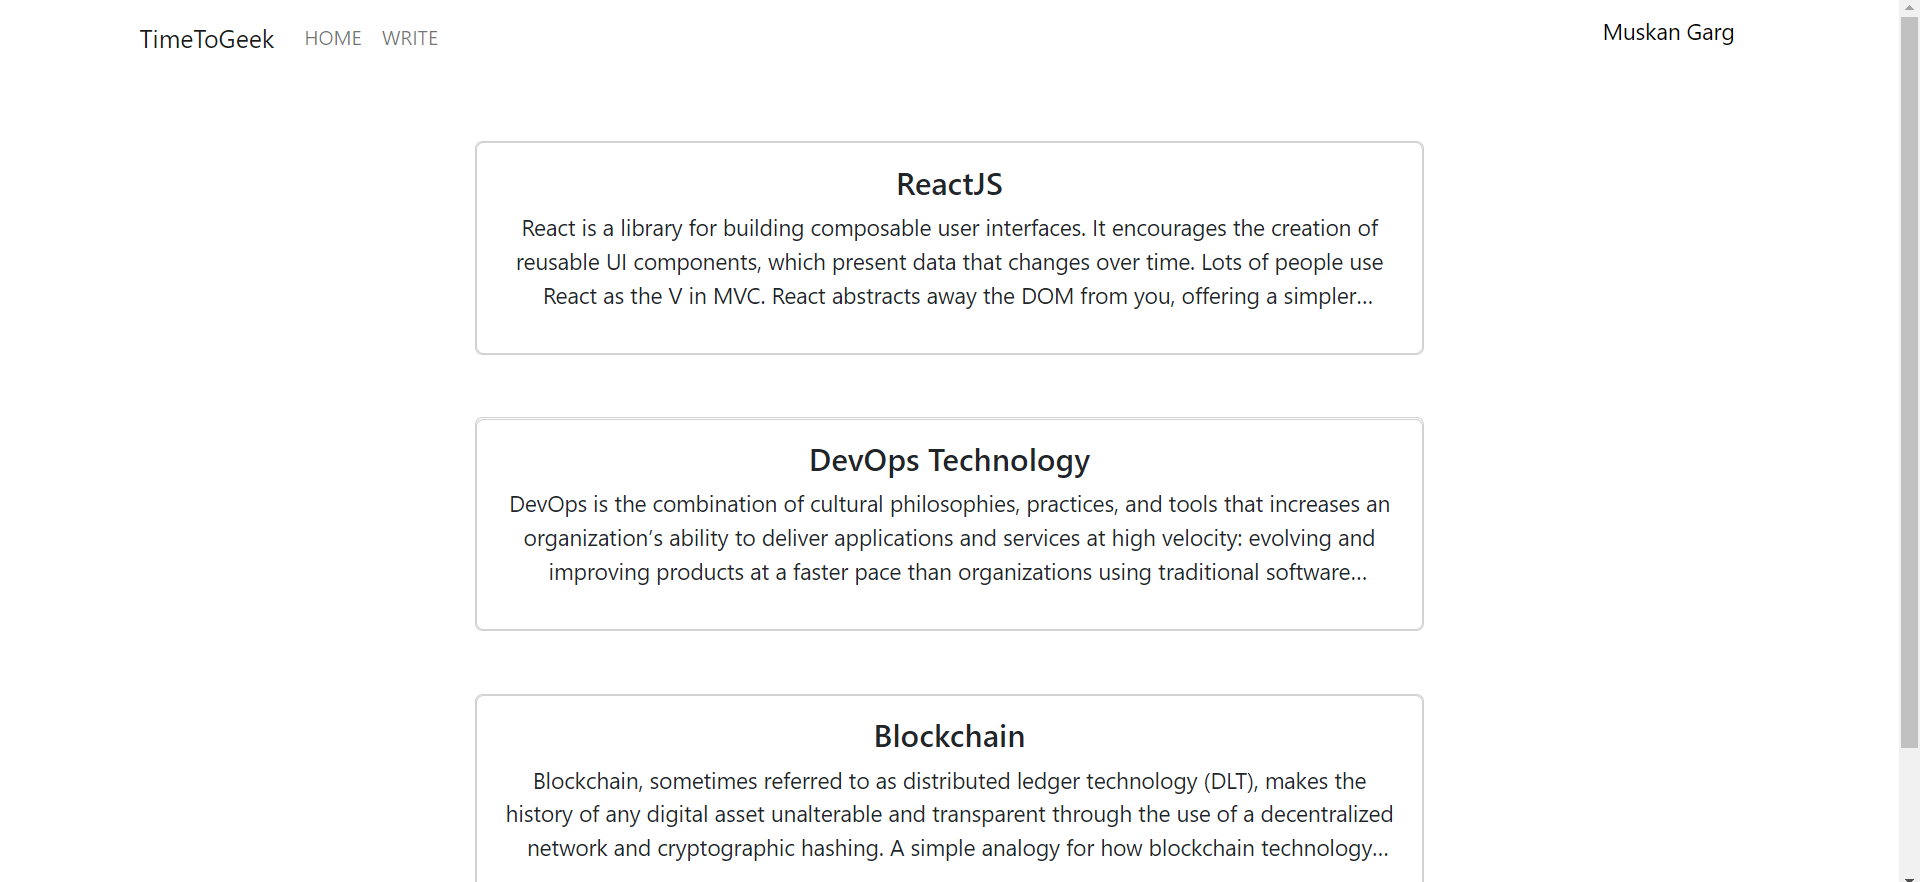 TimeToGeek HOME WRITE Muskan Garg
ReactJS
React is a library for building composable user interfaces. It encourages the creation of
reusable UI components, which present data that changes over time. Lots of people use
React as the V in MVC. React abstracts away the DOM from you, offering a simpler...
DevOps Technology
DevOps is the combination of cultural philosophies, practices, and tools that increases an
organization’s ability to deliver applications and services at high velocity: evolving and
improving products at a faster pace than organizations using traditional software...
Blockchain
Blockchain, sometimes referred to as distributed ledger technology (DLT), makes the
history of any digital asset unalterable and transparent through the use of a decentralized
network and cryptographic hashing. A simple analogy for how blockchain technology...